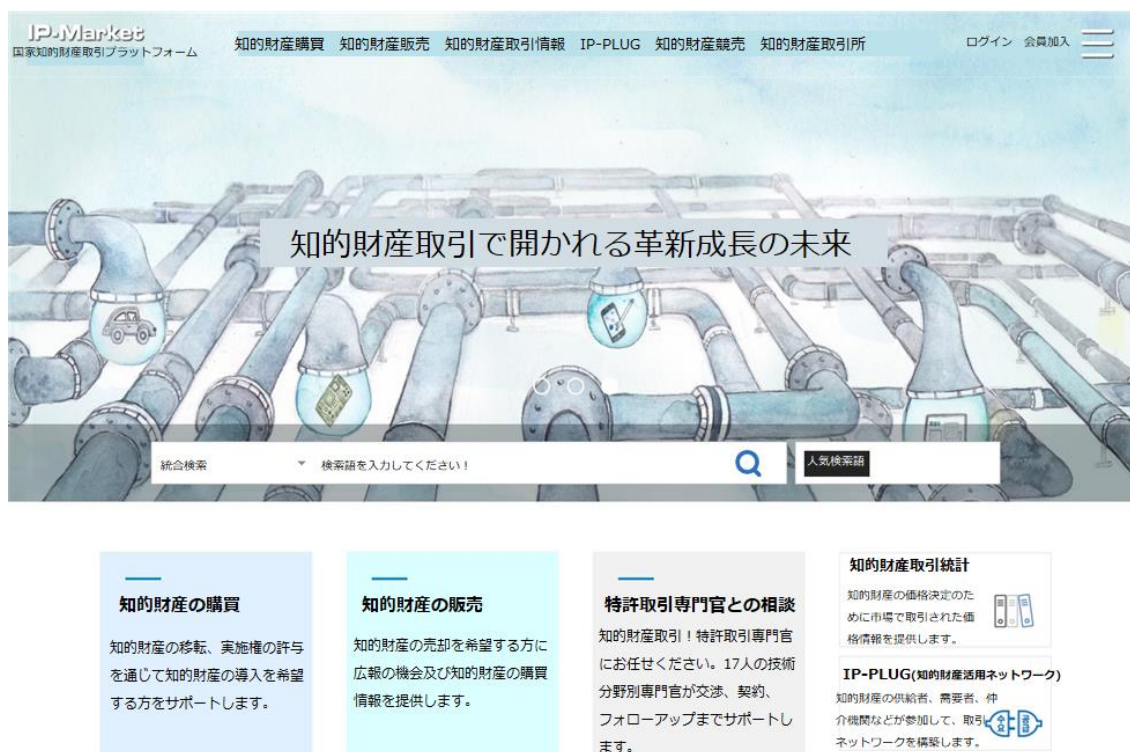 IP-Market
国家知的財産取引プラットフォーム
知的財産購買 知的財産販売 知的財産取引情報 IP-PLUG 知的財産競売 知的財産取引所
ログイン 会員加入
知的財産取引で開かれる革新成長の未来
統合検索 検索語を入力してください!
人気検索語
知的財産の購買
知的財産の移転、実施権の許与
を通じて知的財産の導入を希望
する方をサポートします。
知的財産の販売
知的財産の売却を希望する方に
広報の機会及び知的財産の購買
情報を提供します。
特許取引専門官との相談
知的財産取引!特許取引専門官
にお任せください。17人の技術
分野別専門官が交渉、契約、
フォローアップまでサポートし
ます。
知的財産取引統計
知的財産の価格決定のた
めに市場で取引された価
格情報を提供します。
IP-PLUG(知的財産活用ネットワーク)
知的財産の供給者、需要者、仲
介機関などが参加して、取引
ネットワークを構築します。
수요 공급